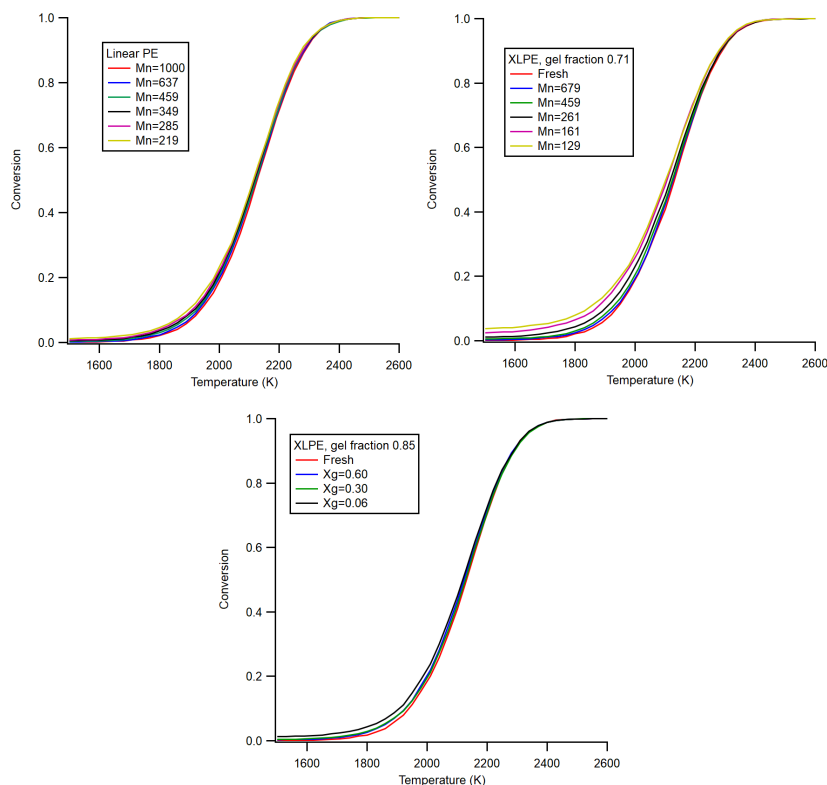 Conversion
1.0
0.8
0.6
0.4
0.2
0.0
Linear PE
Mn=1000
Mn=637
Mn=459
Mn=349
Mn=285
Mn=219
1600 1800 2000 2200 2400 2600
Temperature (K)
Conversion
1.0
0.8
0.6
0.4
0.2
0.0
XLPE, gel fraction 0.71
Fresh
Mn=679
Mn=459
Mn=261
Mn=161
Mn=129
1600 1800 2000 2200 2400 2600
Temperature (K)
Conversion
1.0
0.8
0.6
0.4
0.2
0.0
XLPE, gel fraction 0.85
Fresh
Xg=0.60
Xg=0.30
Xg=0.06
1600 1800 2000 2200 2400 2600
Temperature (K)